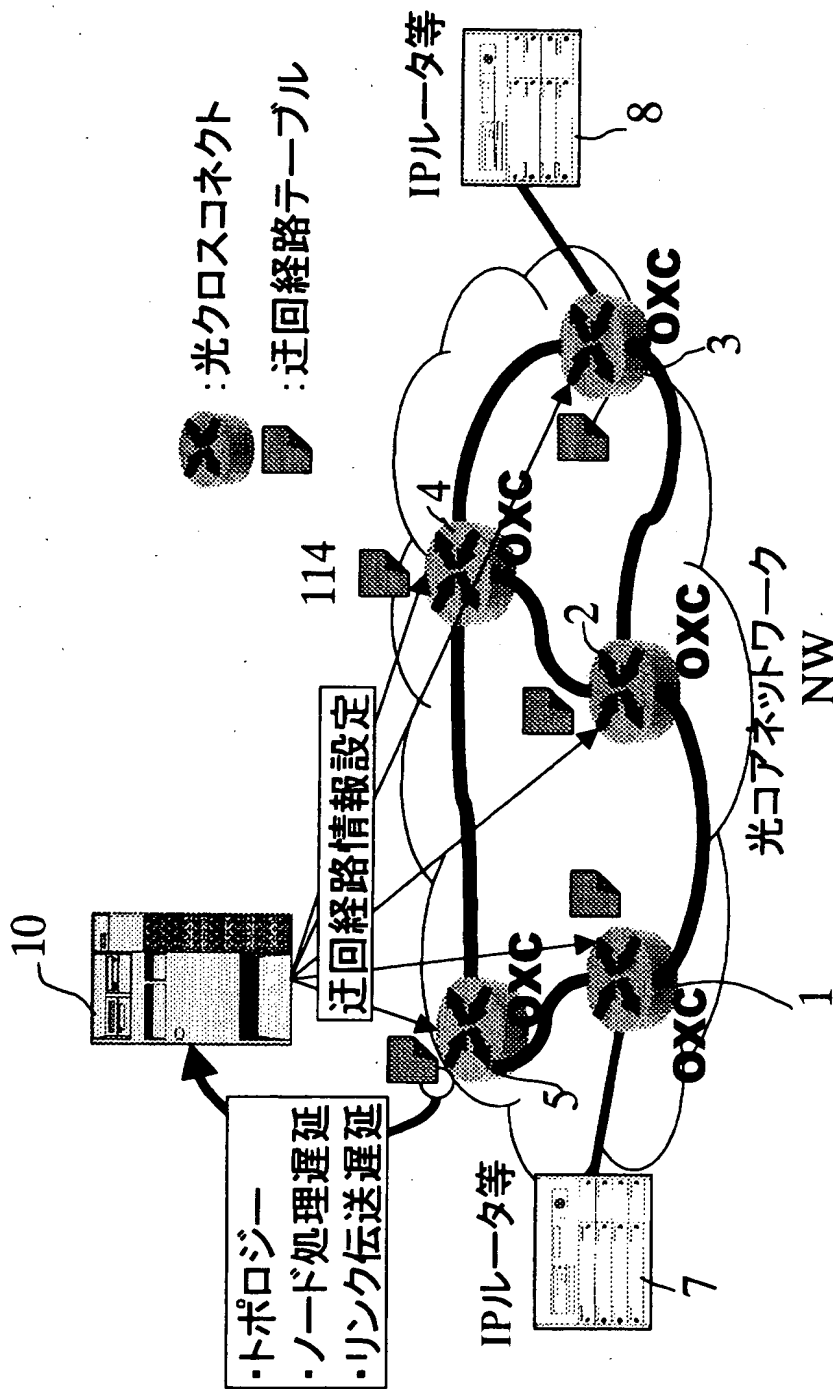 10
・トポロジー
・ノード処理遅延
・リンク伝送遅延
迂回経路情報設定
:光クロスコネクト
:迂回経路テーブル
114
4
OXC
OXC
5
2
OXC
OXC
3
OXC
1
IPルータ等
7
IPルータ等
8
光コアネットワーク
NW